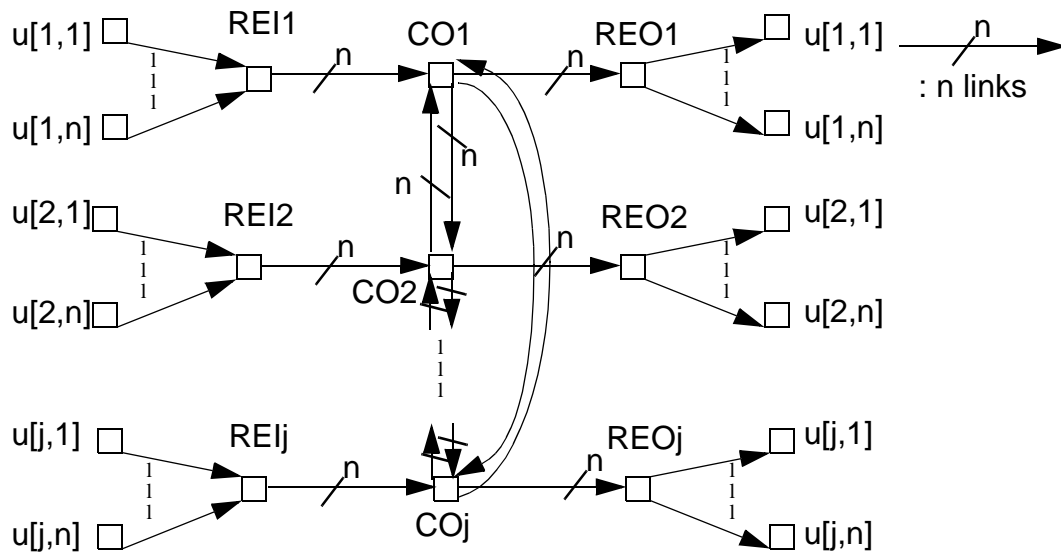 u[1,1] REI1 CO1 REO1 u[1,1] n
n n : n links
l l
l l
l l
u[1,n] u[1,n]
n
n
u[2,1] REI2 REO2 u[2,1]
n n
l l
l l
l l
CO2
u[2,n] u[2,n]
l
l
l
u[j,1] REIj REOj u[j,1]
n n
l l
l l
l l
COj
u[j,n] u[j,n]